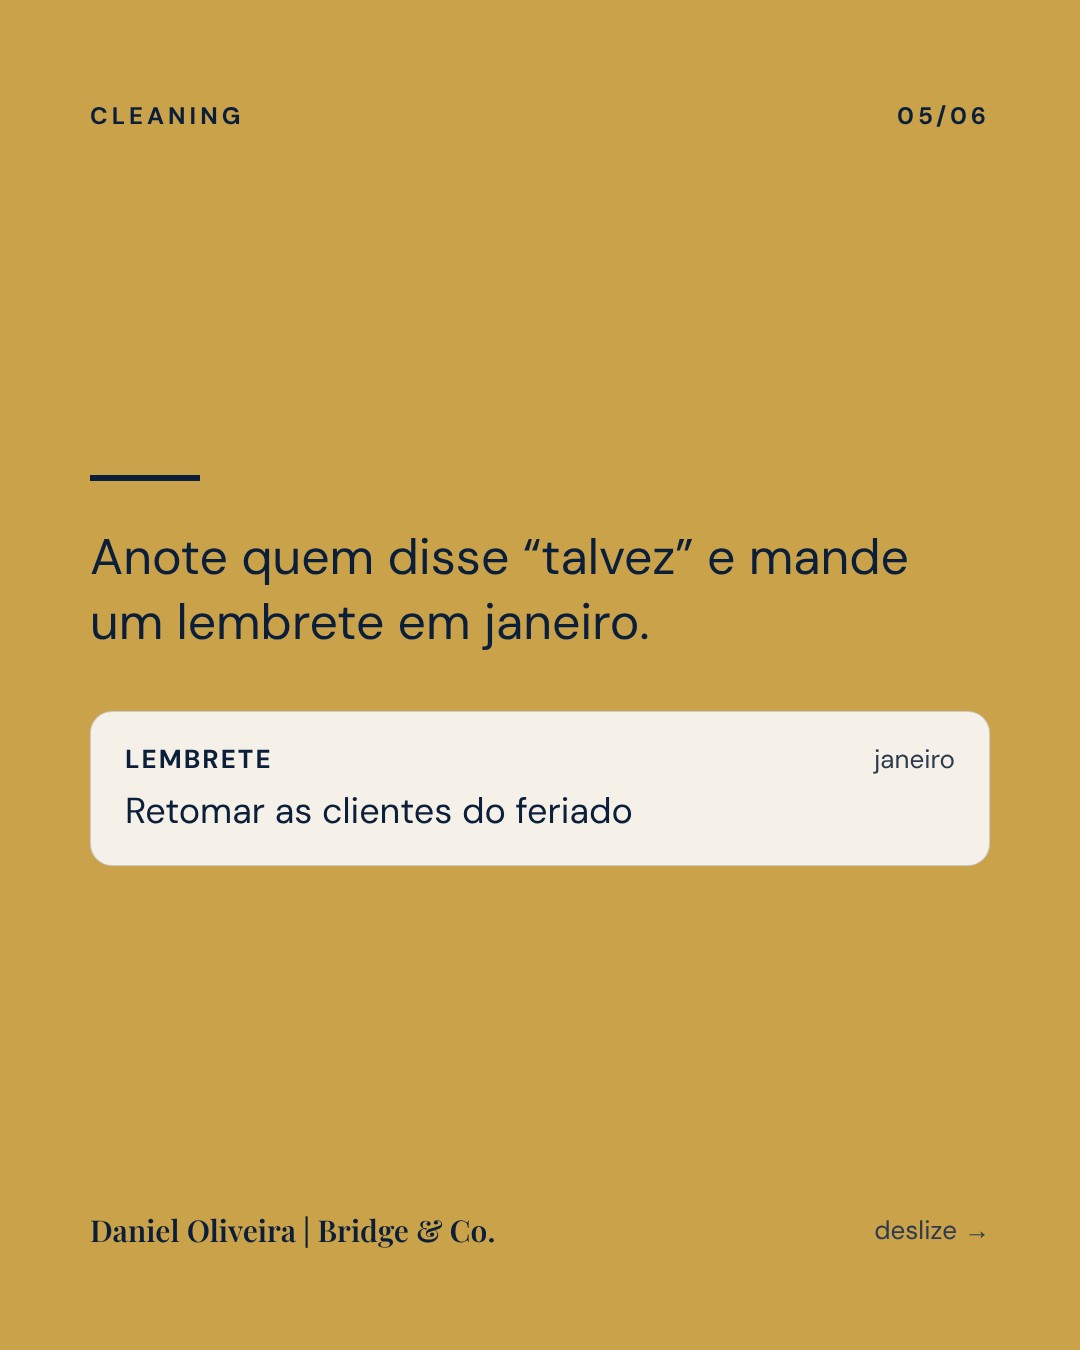 CLEANING 05/06
Anote quem disse “talvez” e mande
um lembrete em janeiro.
LEMBRETE janeiro
Retomar as clientes do feriado
Daniel Oliveira | Bridge & Co. deslize →